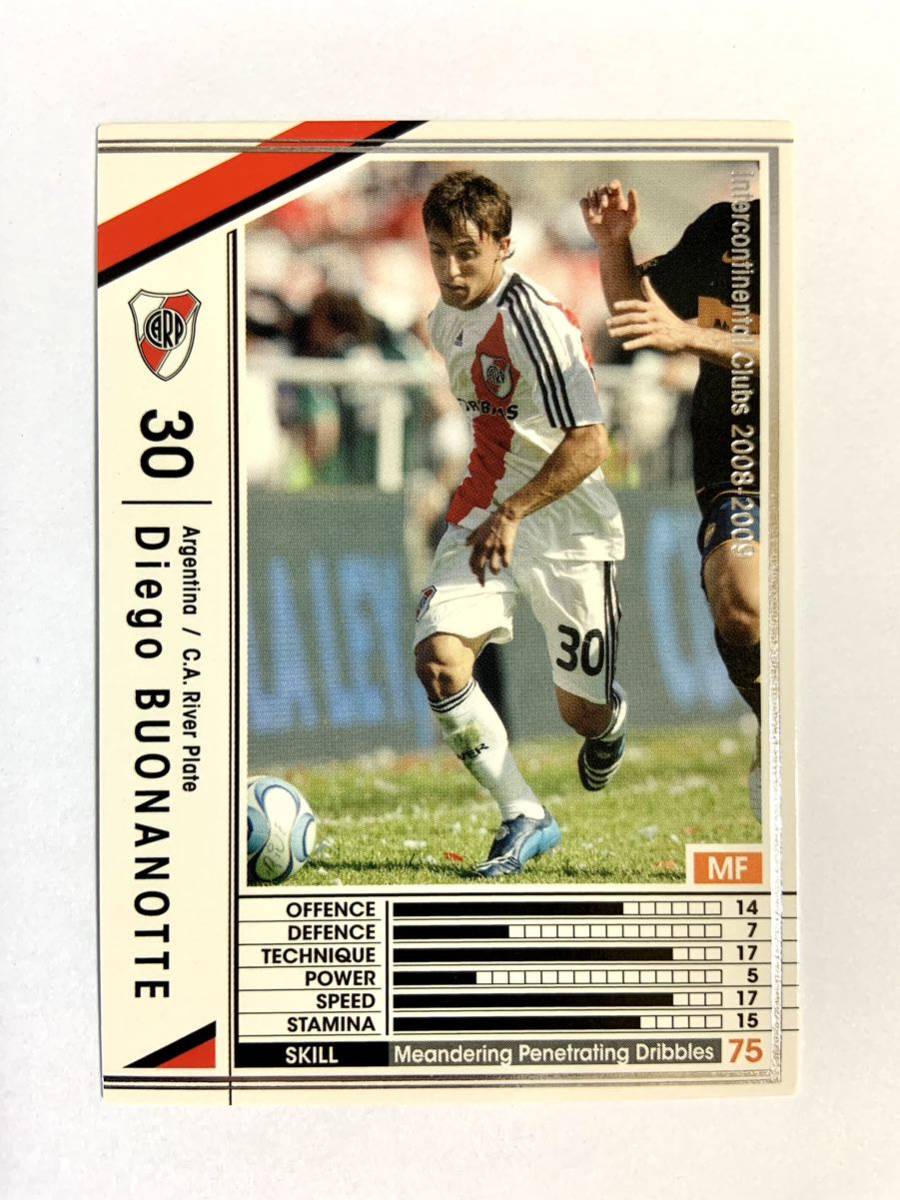 CARP
30
Diego BUONANOTTE
Argentina / C.A. River Plate
Intercontinental Clubs 2008-2009
30
MF
OFFENCE 14
DEFENCE 7
TECHNIQUE 17
POWER 5
SPEED 17
STAMINA 15
SKILL Meandering Penetrating Dribbles 75